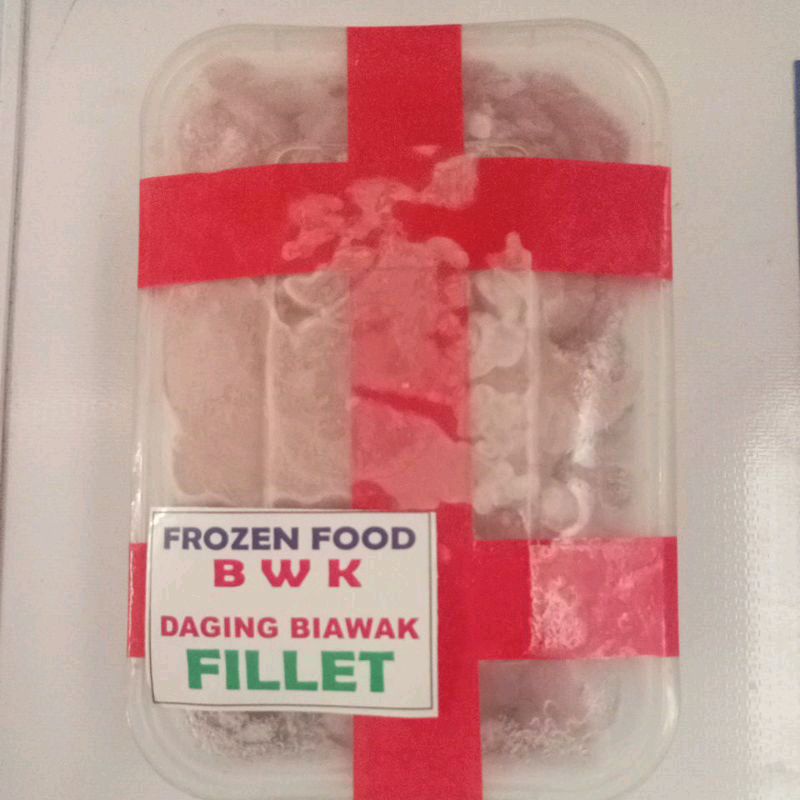 FROZEN FOOD
B W K
DAGING BIAWAK
FILLET